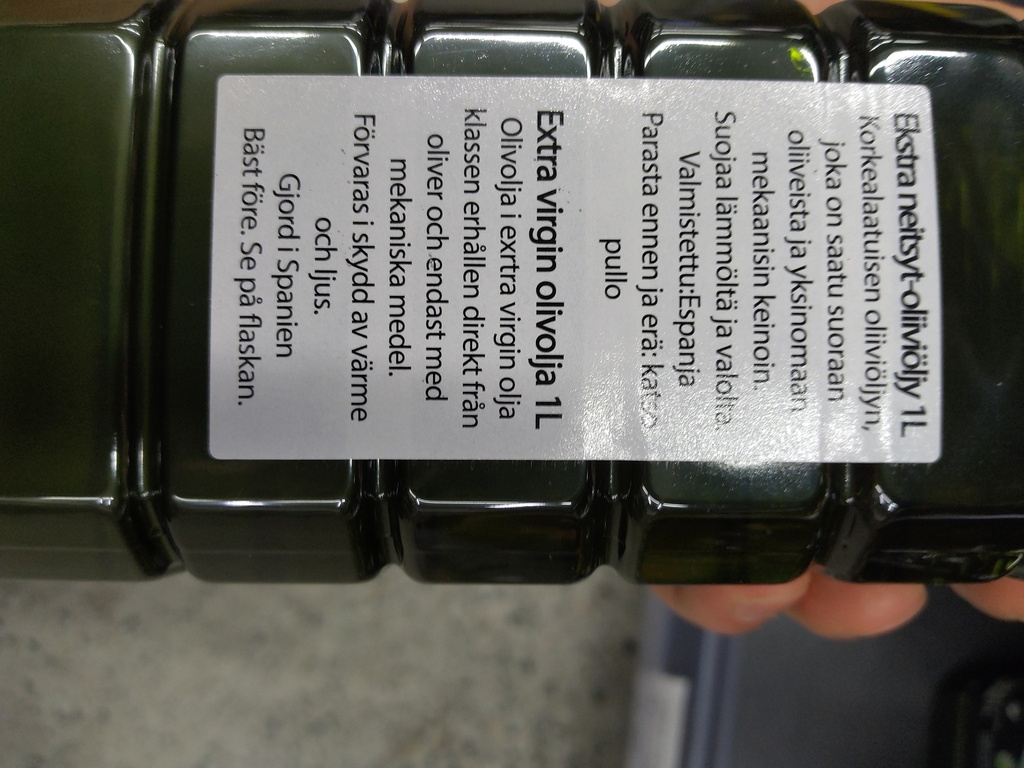 Ekstra neitsyt-oliiviöljy 1L
Korkealaatuisen oliiviöljyn,
joka on saatu suoraan
oliiveista ja yksinomaan
mekaanisin keinoin.
Suojaa lämmöltä ja valolta.
Valmistettu:Espanja
Parasta ennen ja erä: katso
pullo
Extra virgin olivolja 1L
Olivolja i exrtra virgin olja
klassen erhållen direkt från
oliver och endast med
mekaniska medel.
Förvaras i skydd av värme
och ljus.
Gjord i Spanien
Bäst före. Se på flaskan.